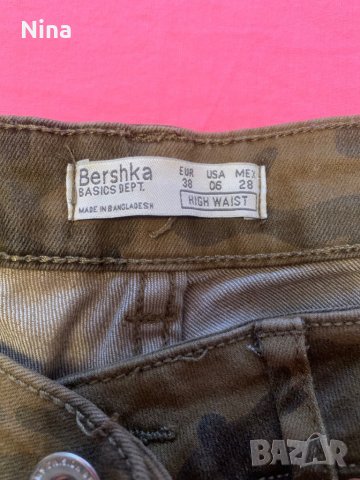 Nina
Bershka
BASICS DEPT.
MADE IN BANGLADESH
EUR USA MEX
38 06 28
HIGH WAIST
BAZAR